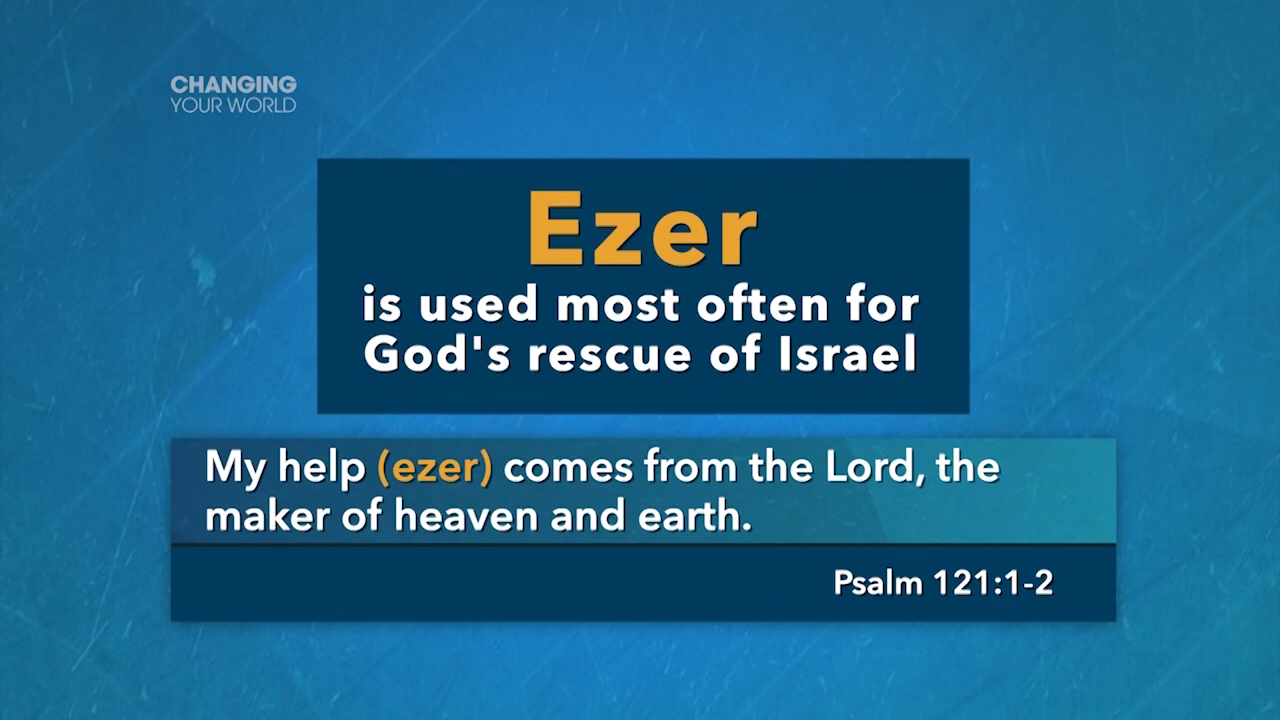 CHANGING
YOUR WORLD
Ezer
is used most often for
God's rescue of Israel
My help (ezer) comes from the Lord, the
maker of heaven and earth.
Psalm 121:1-2